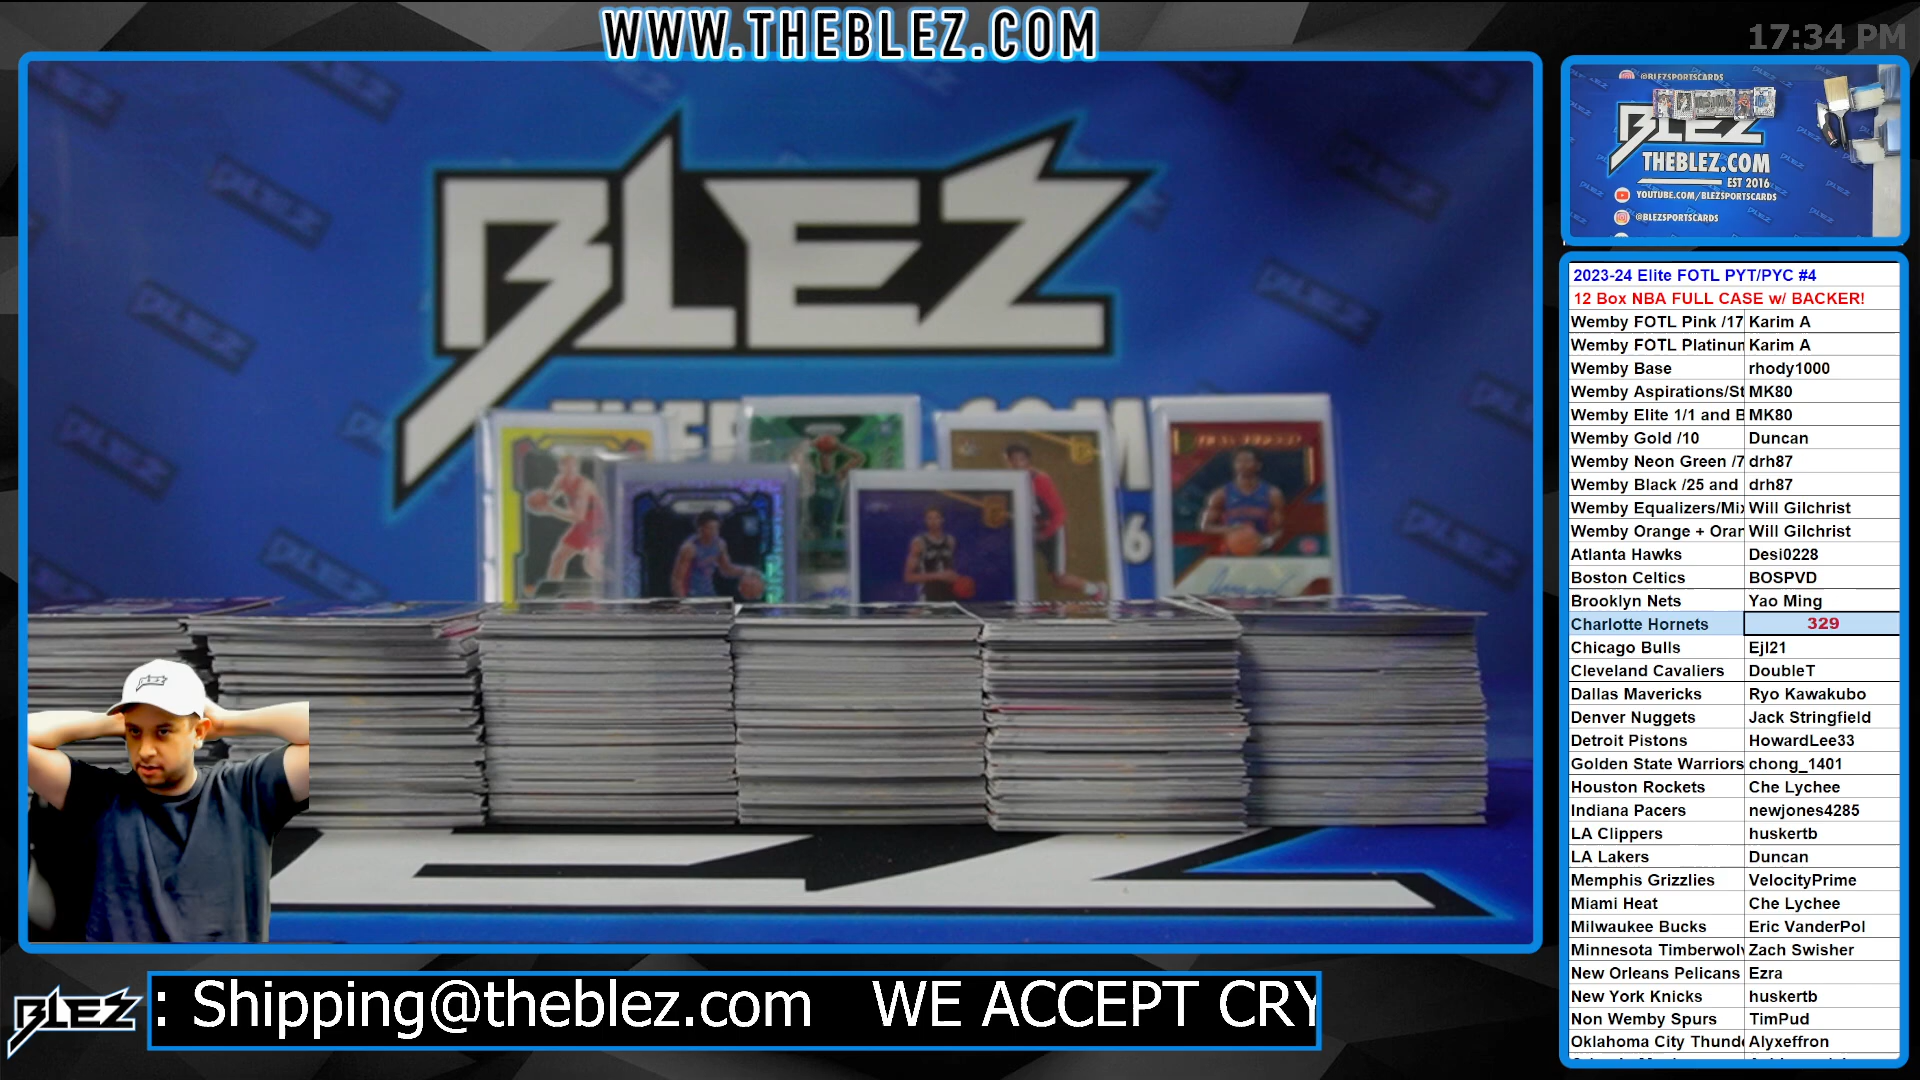 WWW.THEBLEZ.COM
17:34 PM
BLEZ
@BLEZSPORTSCARDS
BLEZ
THEBLEZ.COM
EST 2016
YOUTUBE.COM/BLEZSPORTSCARDS
@BLEZSPORTSCARDS
2023-24 Elite FOTL PYT/PYC #4
12 Box NBA FULL CASE w/ BACKER!
Wemby FOTL Pink /17 Karim A
Wemby FOTL Platinum Karim A
Wemby Base rhody1000
Wemby Aspirations/St MK80
Wemby Elite 1/1 and B MK80
Wemby Gold /10 Duncan
Wemby Neon Green /7 drh87
Wemby Black /25 and drh87
Wemby Equalizers/Mix Will Gilchrist
Wemby Orange + Oran Will Gilchrist
Atlanta Hawks Desi0228
Boston Celtics BOSPVD
Brooklyn Nets Yao Ming
Charlotte Hornets 329
Chicago Bulls Ejl21
Cleveland Cavaliers DoubleT
Dallas Mavericks Ryo Kawakubo
Denver Nuggets Jack Stringfield
Detroit Pistons HowardLee33
Golden State Warriors chong_1401
Houston Rockets Che Lychee
Indiana Pacers newjones4285
LA Clippers huskertb
LA Lakers Duncan
Memphis Grizzlies VelocityPrime
Miami Heat Che Lychee
Milwaukee Bucks Eric VanderPol
Minnesota Timberwolv Zach Swisher
New Orleans Pelicans Ezra
New York Knicks huskertb
Non Wemby Spurs TimPud
Oklahoma City Thunde Alyxeffron
BLEZ
: Shipping@theblez.com WE ACCEPT CRY